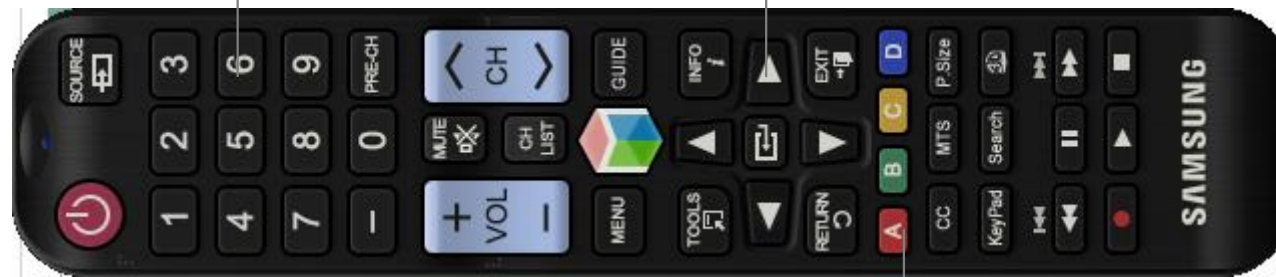 SOURCE
1 2 3
4 5 6
7 8 9
– 0 PRE-CH
+ MUTE
VOL CH
– CH LIST
MENU GUIDE
TOOLS INFO i
RETURN EXIT
A B C D
CC MTS P.Size
KeyPad Search 3D
SAMSUNG